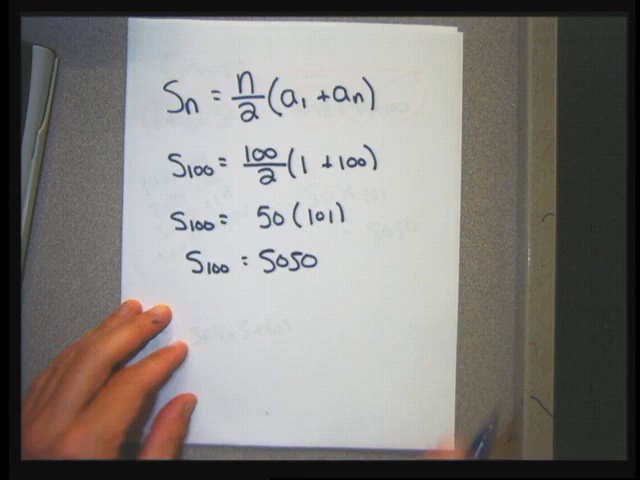 Sn = n/2 (a1 + an)
S100 = 100/2 (1 + 100)
S100 = 50 (101)
S100 = 5050